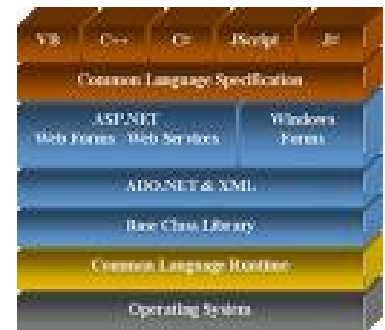 VB C++ C# JScript J#
Common Language Specification
ASP.NET
Web Forms Web Services
Windows
Forms
ADO.NET & XML
Base Class Library
Common Language Runtime
Operating System